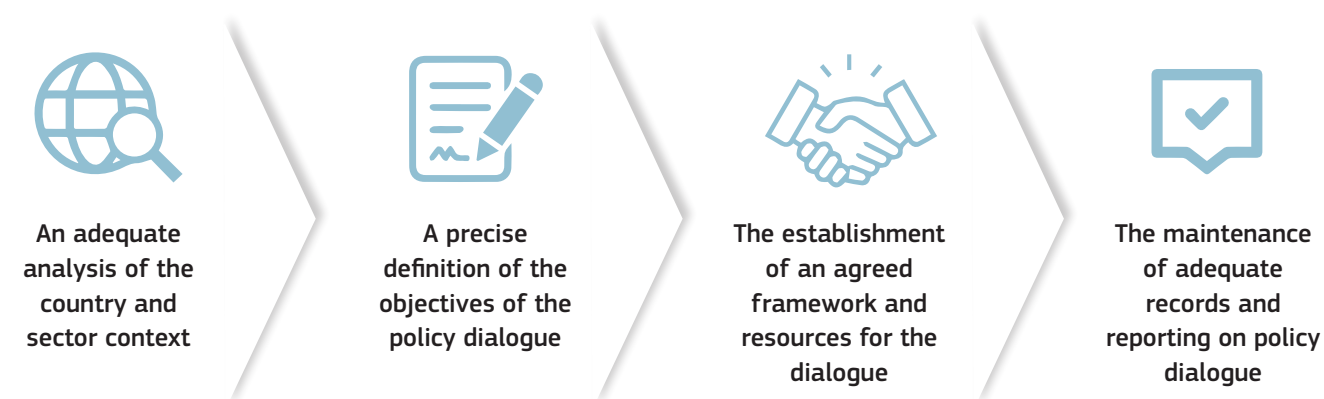 An adequate
analysis of the
country and
sector context
A precise
definition of the
objectives of the
policy dialogue
The establishment
of an agreed
framework and
resources for the
dialogue
The maintenance
of adequate
records and
reporting on policy
dialogue